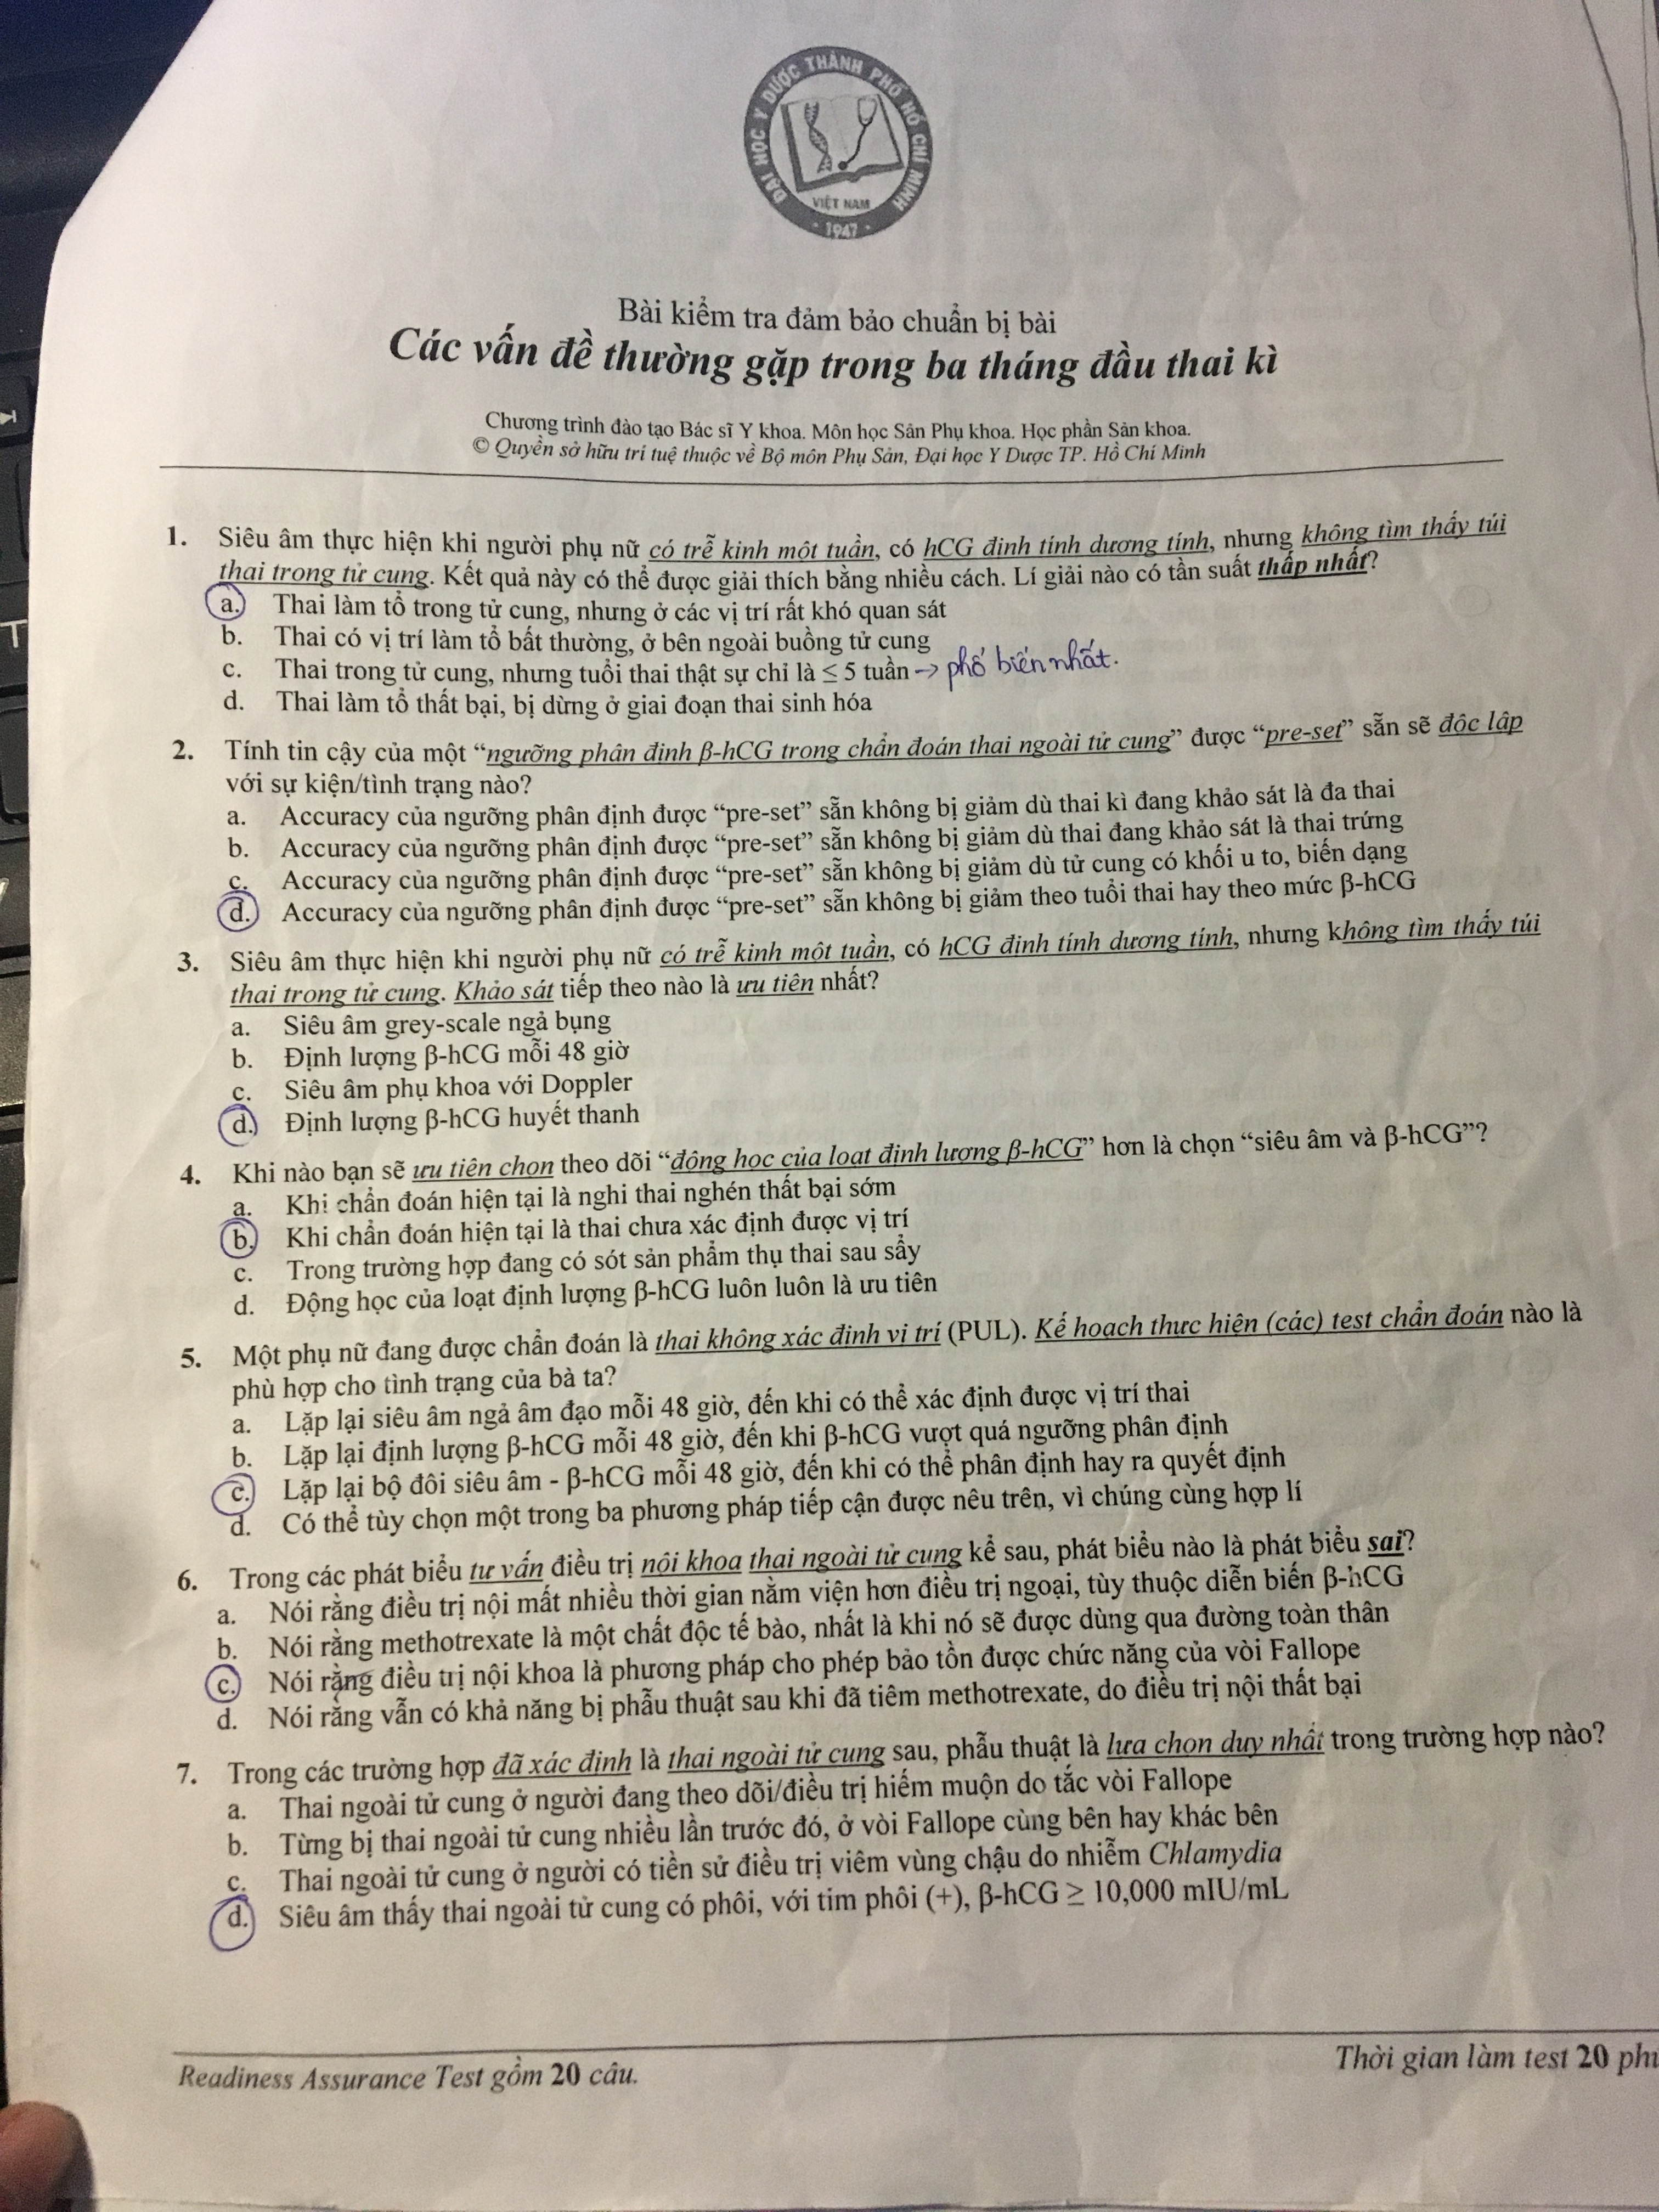 ĐẠI HỌC Y DƯỢC THÀNH PHỐ HỒ CHÍ MINH
VIỆT NAM
· 1947 ·
Bài kiểm tra đảm bảo chuẩn bị bài
Các vấn đề thường gặp trong ba tháng đầu thai kì
Chương trình đào tạo Bác sĩ Y khoa. Môn học Sản Phụ khoa. Học phần Sản khoa.
© Quyền sở hữu trí tuệ thuộc về Bộ môn Phụ Sản, Đại học Y Dược TP. Hồ Chí Minh
1. Siêu âm thực hiện khi người phụ nữ có trễ kinh một tuần, có hCG định tính dương tính, nhưng không tìm thấy túi
thai trong tử cung. Kết quả này có thể được giải thích bằng nhiều cách. Lí giải nào có tần suất thấp nhất?
a. Thai làm tổ trong tử cung, nhưng ở các vị trí rất khó quan sát
b. Thai có vị trí làm tổ bất thường, ở bên ngoài buồng tử cung
c. Thai trong tử cung, nhưng tuổi thai thật sự chỉ là ≤ 5 tuần → phổ biến nhất.
d. Thai làm tổ thất bại, bị dừng ở giai đoạn thai sinh hóa
2. Tính tin cậy của một “ngưỡng phân định β-hCG trong chẩn đoán thai ngoài tử cung” được “pre-set” sẵn sẽ độc lập
với sự kiện/tình trạng nào?
a. Accuracy của ngưỡng phân định được “pre-set” sẵn không bị giảm dù thai kì đang khảo sát là đa thai
b. Accuracy của ngưỡng phân định được “pre-set” sẵn không bị giảm dù thai đang khảo sát là thai trứng
c. Accuracy của ngưỡng phân định được “pre-set” sẵn không bị giảm dù tử cung có khối u to, biến dạng
d. Accuracy của ngưỡng phân định được “pre-set” sẵn không bị giảm theo tuổi thai hay theo mức β-hCG
3. Siêu âm thực hiện khi người phụ nữ có trễ kinh một tuần, có hCG định tính dương tính, nhưng không tìm thấy túi
thai trong tử cung. Khảo sát tiếp theo nào là ưu tiên nhất?
a. Siêu âm grey-scale ngả bụng
b. Định lượng β-hCG mỗi 48 giờ
c. Siêu âm phụ khoa với Doppler
d. Định lượng β-hCG huyết thanh
4. Khi nào bạn sẽ ưu tiên chọn theo dõi “động học của loạt định lượng β-hCG” hơn là chọn “siêu âm và β-hCG”?
a. Khi chẩn đoán hiện tại là nghi thai nghén thất bại sớm
b. Khi chẩn đoán hiện tại là thai chưa xác định được vị trí
c. Trong trường hợp đang có sót sản phẩm thụ thai sau sẩy
d. Động học của loạt định lượng β-hCG luôn luôn là ưu tiên
5. Một phụ nữ đang được chẩn đoán là thai không xác định vị trí (PUL). Kế hoạch thực hiện (các) test chẩn đoán nào là
phù hợp cho tình trạng của bà ta?
a. Lặp lại siêu âm ngả âm đạo mỗi 48 giờ, đến khi có thể xác định được vị trí thai
b. Lặp lại định lượng β-hCG mỗi 48 giờ, đến khi β-hCG vượt quá ngưỡng phân định
c. Lặp lại bộ đôi siêu âm - β-hCG mỗi 48 giờ, đến khi có thể phân định hay ra quyết định
d. Có thể tùy chọn một trong ba phương pháp tiếp cận được nêu trên, vì chúng cùng hợp lí
6. Trong các phát biểu tư vấn điều trị nội khoa thai ngoài tử cung kể sau, phát biểu nào là phát biểu sai?
a. Nói rằng điều trị nội mất nhiều thời gian nằm viện hơn điều trị ngoại, tùy thuộc diễn biến β-hCG
b. Nói rằng methotrexate là một chất độc tế bào, nhất là khi nó sẽ được dùng qua đường toàn thân
c. Nói rằng điều trị nội khoa là phương pháp cho phép bảo tồn được chức năng của vòi Fallope
d. Nói rằng vẫn có khả năng bị phẫu thuật sau khi đã tiêm methotrexate, do điều trị nội thất bại
7. Trong các trường hợp đã xác định là thai ngoài tử cung sau, phẫu thuật là lựa chọn duy nhất trong trường hợp nào?
a. Thai ngoài tử cung ở người đang theo dõi/điều trị hiếm muộn do tắc vòi Fallope
b. Từng bị thai ngoài tử cung nhiều lần trước đó, ở vòi Fallope cùng bên hay khác bên
c. Thai ngoài tử cung ở người có tiền sử điều trị viêm vùng chậu do nhiễm Chlamydia
d. Siêu âm thấy thai ngoài tử cung có phôi, với tim phôi (+), β-hCG ≥ 10,000 mIU/mL
Readiness Assurance Test gồm 20 câu.
Thời gian làm test 20